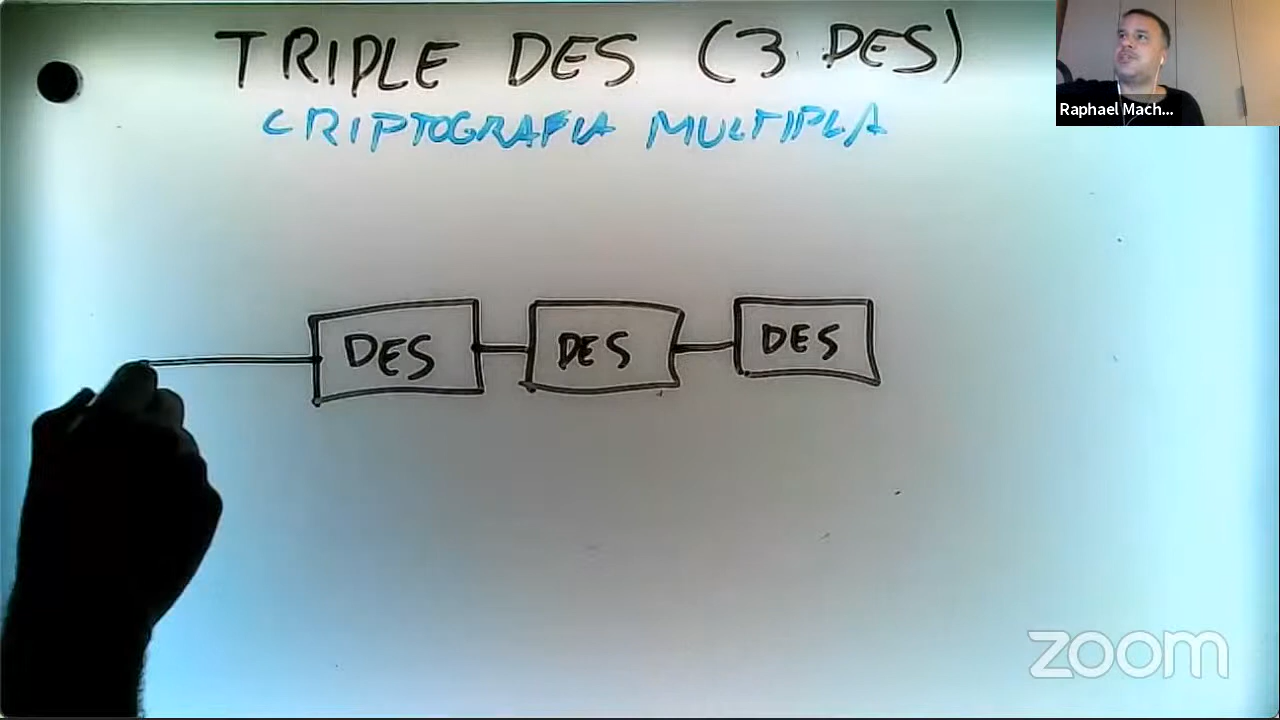 TRIPLE DES (3 DES)
CRIPTOGRAFIA MULTIPLA
Raphael Mach...
DES DES DES
zoom